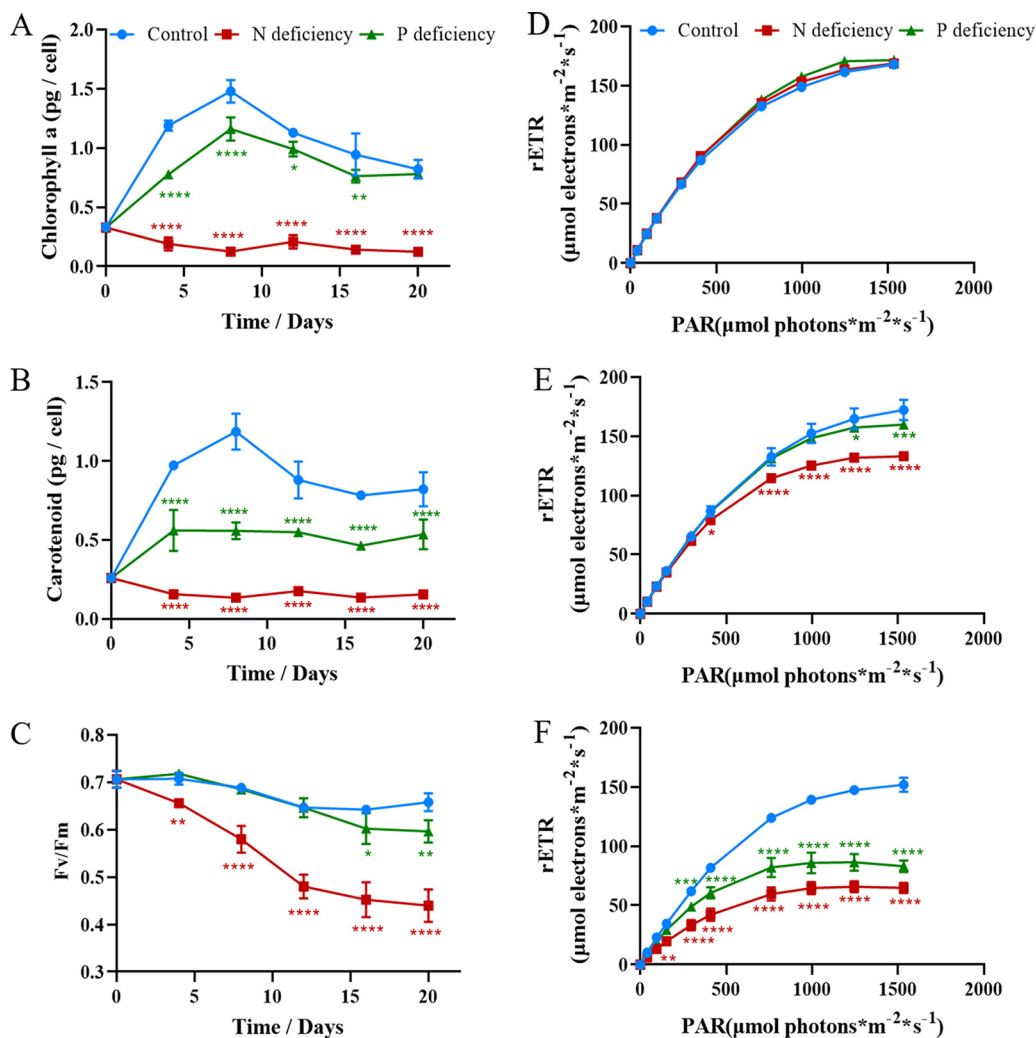 A
Control N deficiency P deficiency
Chlorophyll a (pg / cell)
2.0
1.5
1.0
0.5
0.0
****
****
*
**
****
****
****
****
****
0 5 10 15 20
Time / Days
B
Carotenoid (pg / cell)
1.5
1.0
0.5
0.0
****
****
****
****
****
****
****
****
****
****
0 5 10 15 20
Time / Days
C
Fv/Fm
0.8
0.7
0.6
0.5
0.4
0.3
**
****
****
****
****
*
**
0 5 10 15 20
Time / Days
D
Control N deficiency P deficiency
rETR
(µmol electrons*m⁻²*s⁻¹)
200
150
100
50
0
0 500 1000 1500 2000
PAR(µmol photons*m⁻²*s⁻¹)
E
rETR
(µmol electrons*m⁻²*s⁻¹)
200
150
100
50
0
*
***
*
****
****
****
****
0 500 1000 1500 2000
PAR(µmol photons*m⁻²*s⁻¹)
F
rETR
(µmol electrons*m⁻²*s⁻¹)
200
150
100
50
0
***
****
****
****
****
****
**
****
****
****
****
****
****
0 500 1000 1500 2000
PAR(µmol photons*m⁻²*s⁻¹)